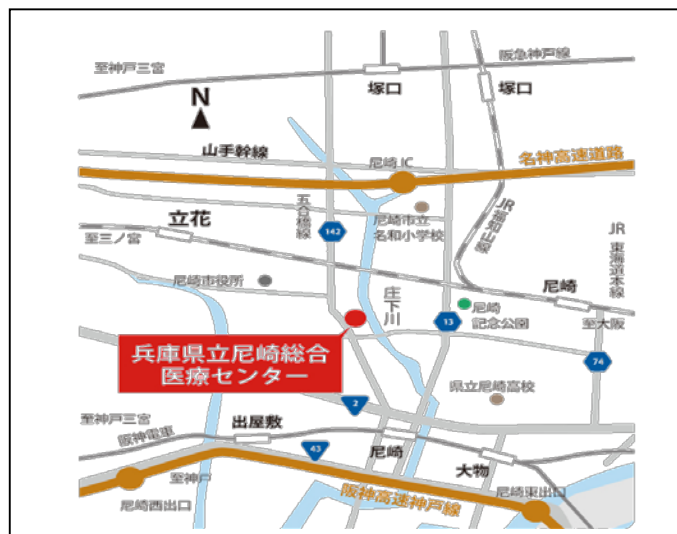 阪急神戸線
至神戸三宮
塚口
塚口
N
山手幹線
尼崎IC
名神高速道路
五合橋線
尼崎市立
名和小学校
JR福知山線
立花
142
JR 東海道本線
至三ノ宮
尼崎市役所
庄下川
尼崎
尼崎
記念公園
13
至大阪
兵庫県立尼崎総合
医療センター
74
県立尼崎高校
2
至神戸三宮
出屋敷
阪神電車
43
尼崎
大物
至神戸
尼崎西出口
阪神高速神戸線
尼崎東出口